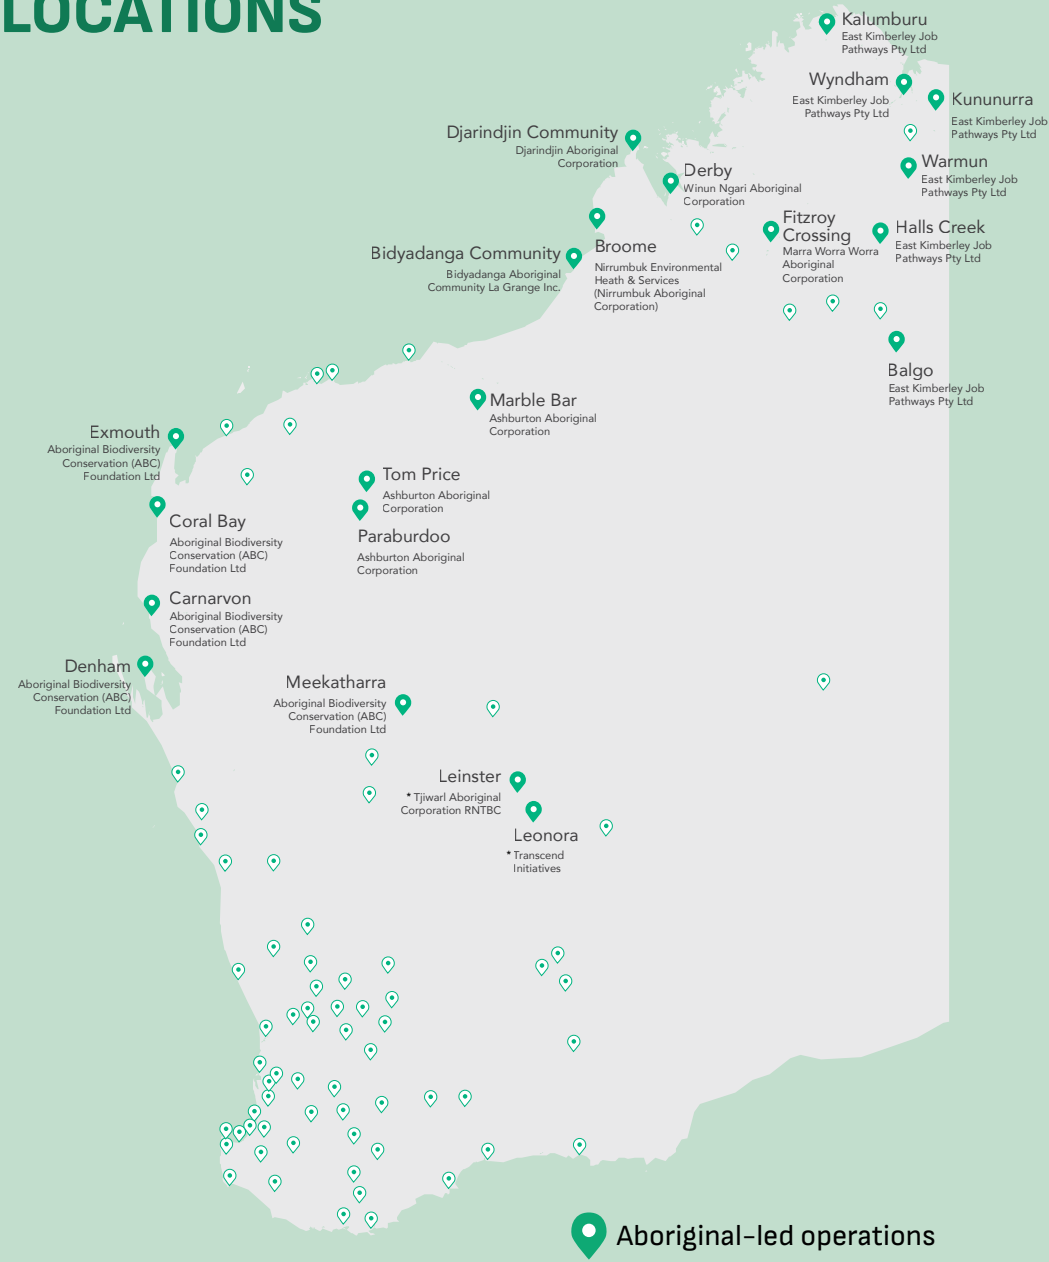 LOCATIONS
Kalumburu
East Kimberley Job
Pathways Pty Ltd
Wyndham
East Kimberley Job
Pathways Pty Ltd
Kununurra
East Kimberley Job
Pathways Pty Ltd
Djarindjin Community
Djarindjin Aboriginal
Corporation
Derby
Winun Ngari Aboriginal
Corporation
Warmun
East Kimberley Job
Pathways Pty Ltd
Fitzroy
Crossing
Marra Worra Worra
Aboriginal
Corporation
Halls Creek
East Kimberley Job
Pathways Pty Ltd
Broome
Nirrumbuk Environmental
Heath & Services
(Nirrumbuk Aboriginal
Corporation)
Bidyadanga Community
Bidyadanga Aboriginal
Community La Grange Inc.
Balgo
East Kimberley Job
Pathways Pty Ltd
Marble Bar
Ashburton Aboriginal
Corporation
Exmouth
Aboriginal Biodiversity
Conservation (ABC)
Foundation Ltd
Tom Price
Ashburton Aboriginal
Corporation
Coral Bay
Aboriginal Biodiversity
Conservation (ABC)
Foundation Ltd
Paraburdoo
Ashburton Aboriginal
Corporation
Carnarvon
Aboriginal Biodiversity
Conservation (ABC)
Foundation Ltd
Denham
Aboriginal Biodiversity
Conservation (ABC)
Foundation Ltd
Meekatharra
Aboriginal Biodiversity
Conservation (ABC)
Foundation Ltd
Leinster
* Tjiwarl Aboriginal
Corporation RNTBC
Leonora
* Transcend
Initiatives
Aboriginal-led operations